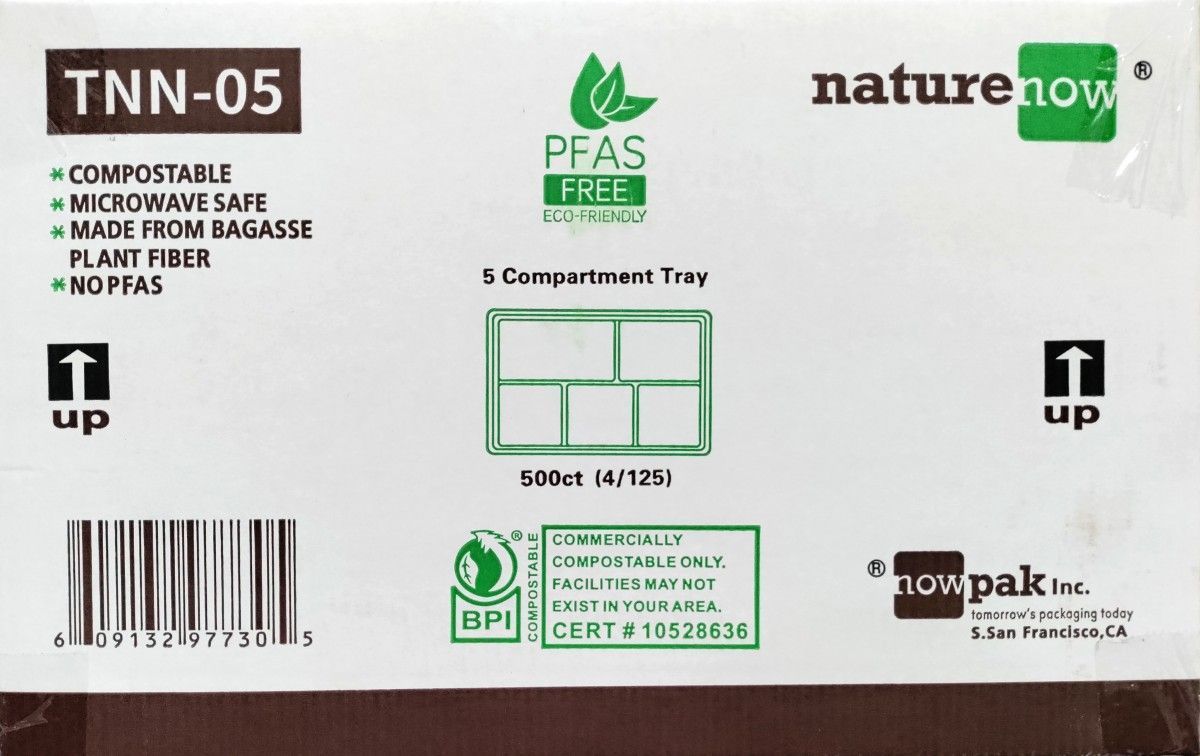 TNN-05
* COMPOSTABLE
* MICROWAVE SAFE
* MADE FROM BAGASSE
PLANT FIBER
* NO PFAS
PFAS
FREE
ECO-FRIENDLY
naturenow ®
5 Compartment Tray
500ct (4/125)
up
up
6 09132 97730 5
BPI ®
COMPOSTABLE
COMMERCIALLY
COMPOSTABLE ONLY.
FACILITIES MAY NOT
EXIST IN YOUR AREA.
CERT # 10528636
® nowpak Inc.
tomorrow's packaging today
S.San Francisco,CA